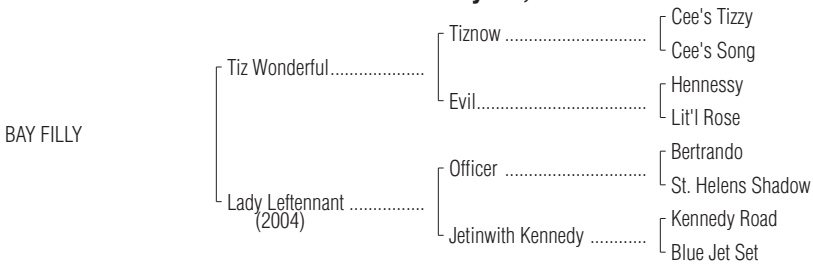 Cee's Tizzy
Tiznow ..............................
Cee's Song
Tiz Wonderful....................
Hennessy
Evil....................................
Lit'l Rose
BAY FILLY
Bertrando
Officer ..............................
St. Helens Shadow
Lady Leftennant ................
(2004)
Kennedy Road
Jetinwith Kennedy ............
Blue Jet Set